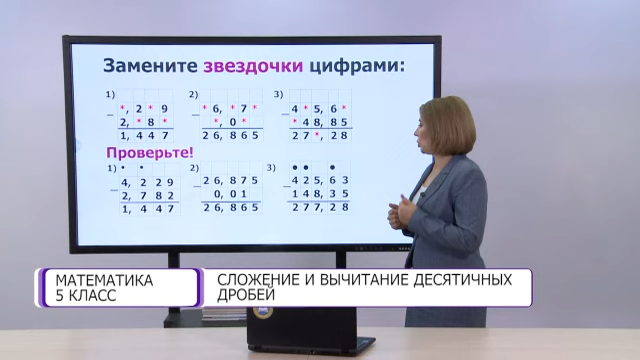 Замените звездочки цифрами:
1) 2) 3)
*, 2 * 9 * 6, * 7 * 4 * 5, 6 *
– 2, * 8 * – *, 0 * – * 4 8, 8 5
1, 4 4 7 2 6, 8 6 5 2 7 *, 2 8
Проверьте!
1) 2) 3)
4, 2 2 9 2 6, 8 7 5 4 2 5, 6 3
– 2, 7 8 2 – 0, 0 1 – 1 4 8, 3 5
1, 4 4 7 2 6, 8 6 5 2 7 7, 2 8
МАТЕМАТИКА
5 КЛАСС
СЛОЖЕНИЕ И ВЫЧИТАНИЕ ДЕСЯТИЧНЫХ
ДРОБЕЙ